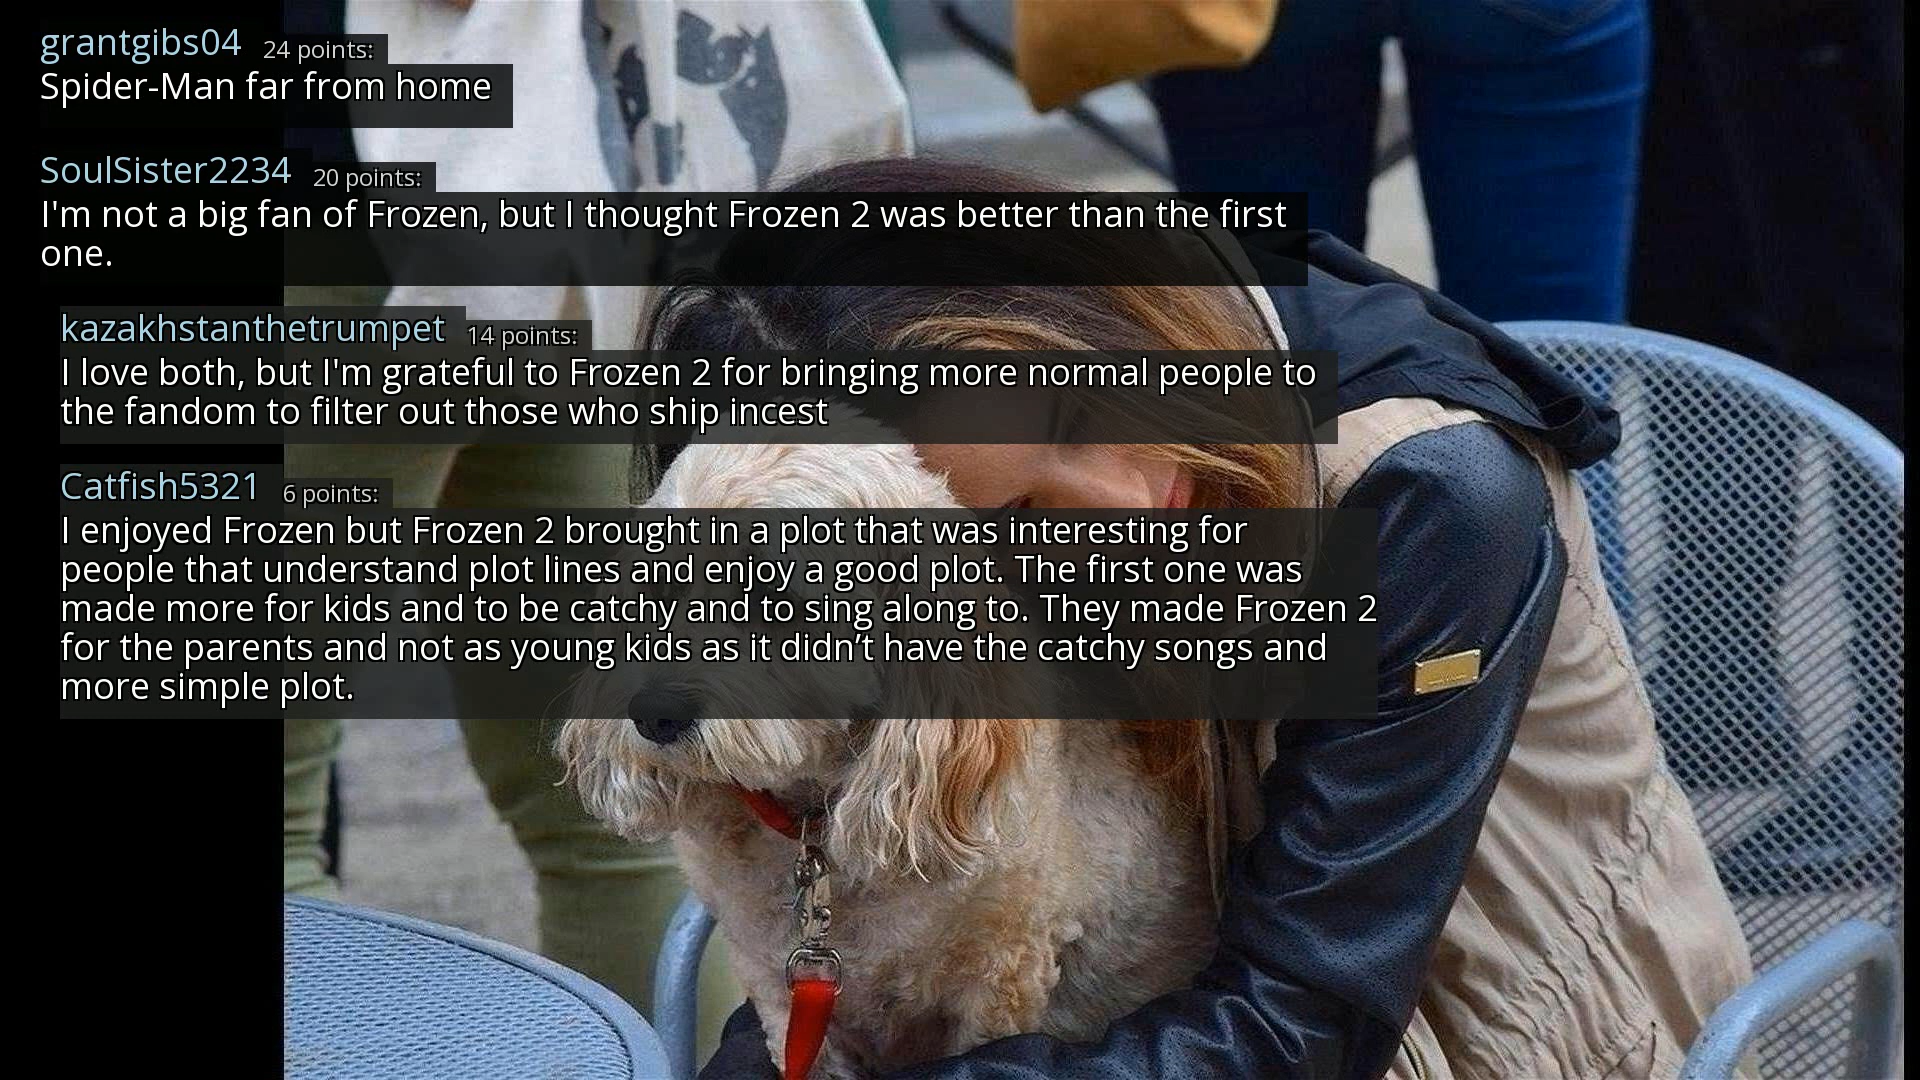 grantgibs04 24 points:
Spider-Man far from home
SoulSister2234 20 points:
I'm not a big fan of Frozen, but I thought Frozen 2 was better than the first
one.
kazakhstanthetrumpet 14 points:
I love both, but I'm grateful to Frozen 2 for bringing more normal people to
the fandom to filter out those who ship incest
Catfish5321 6 points:
I enjoyed Frozen but Frozen 2 brought in a plot that was interesting for
people that understand plot lines and enjoy a good plot. The first one was
made more for kids and to be catchy and to sing along to. They made Frozen 2
for the parents and not as young kids as it didn’t have the catchy songs and
more simple plot.